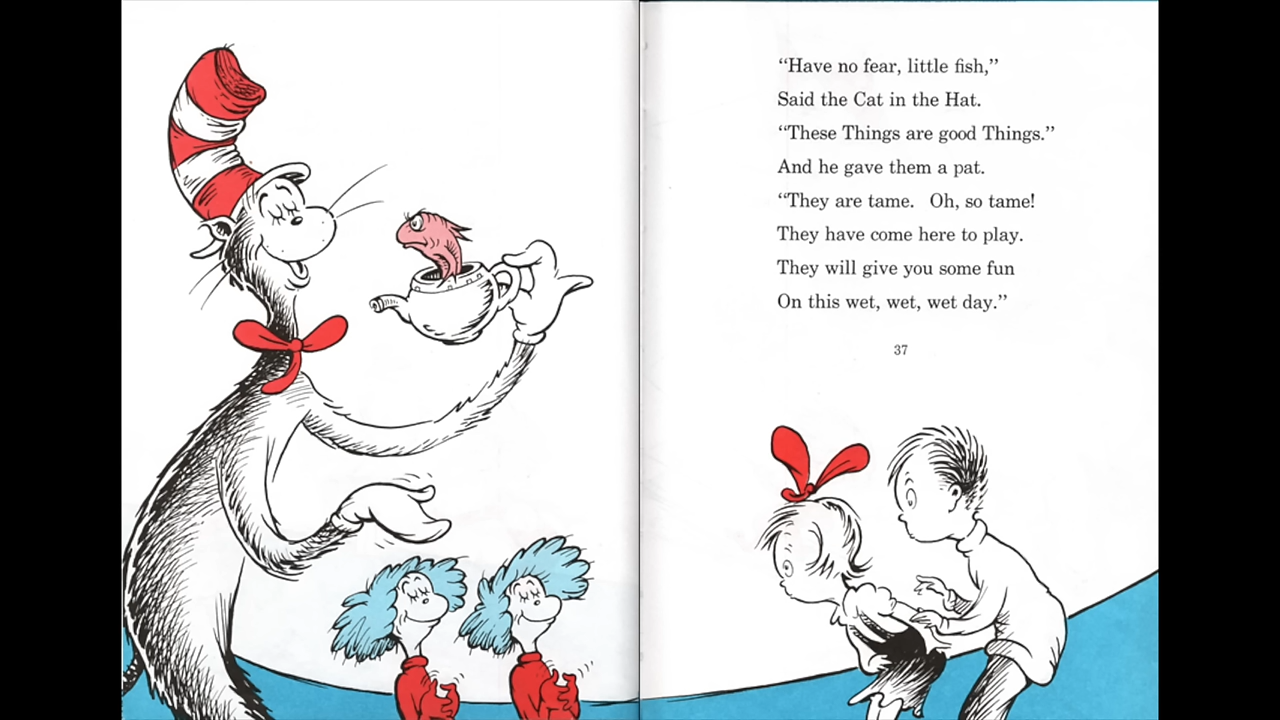 “Have no fear, little fish,”
Said the Cat in the Hat.
“These Things are good Things.”
And he gave them a pat.
“They are tame. Oh, so tame!
They have come here to play.
They will give you some fun
On this wet, wet, wet day.”
37